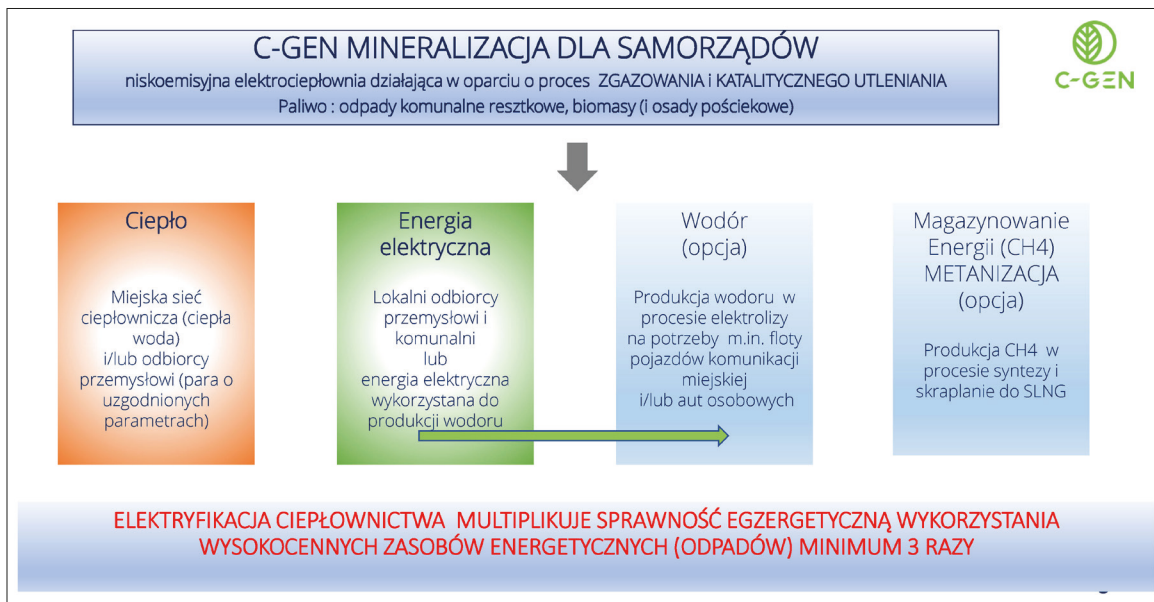 C-GEN MINERALIZACJA DLA SAMORZĄDÓW
niskoemisyjna elektrociepłownia działająca w oparciu o proces ZGAZOWANIA i KATALITYCZNEGO UTLENIANIA
Paliwo : odpady komunalne resztkowe, biomasy (i osady pościekowe)
C-GEN
Ciepło
Miejska sieć
ciepłownicza (ciepła
woda)
i/lub odbiorcy
przemysłowi (para o
uzgodnionych
parametrach)
Energia
elektryczna
Lokalni odbiorcy
przemysłowi i
komunalni
lub
energia elektryczna
wykorzystana do
produkcji wodoru
Wodór
(opcja)
Produkcja wodoru w
procesie elektrolizy
na potrzeby m.in. floty
pojazdów komunikacji
miejskiej
i/lub aut osobowych
Magazynowanie
Energii (CH4)
METANIZACJA
(opcja)
Produkcja CH4 w
procesie syntezy i
skraplanie do SLNG
ELEKTRYFIKACJA CIEPŁOWNICTWA MULTIPLIKUJE SPRAWNOŚĆ EGZERGETYCZNĄ WYKORZYSTANIA
WYSOKOCENNYCH ZASOBÓW ENERGETYCZNYCH (ODPADÓW) MINIMUM 3 RAZY